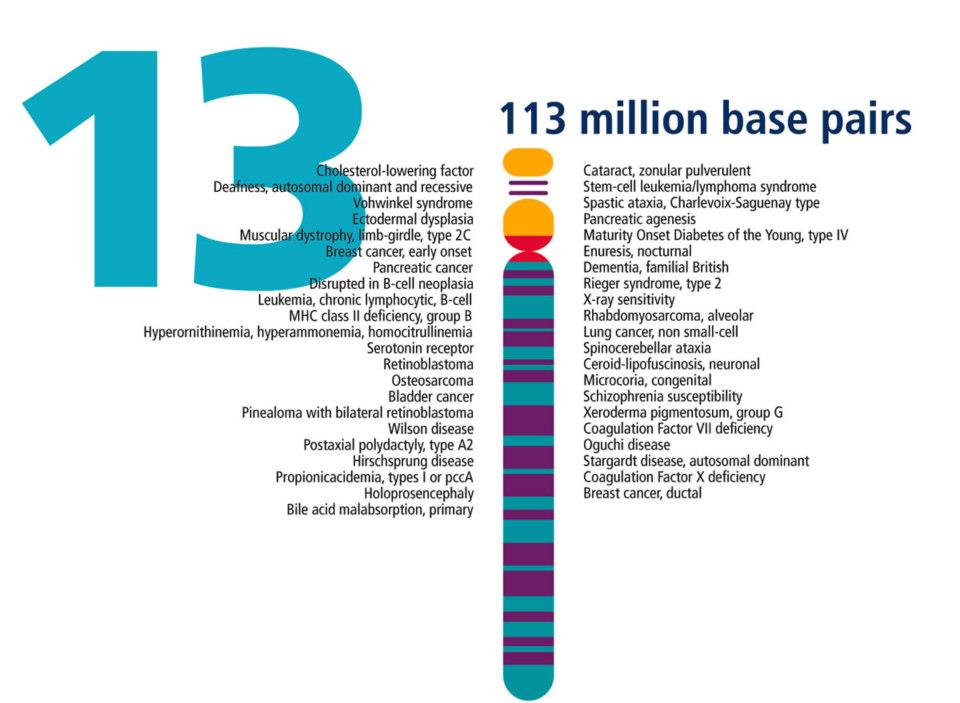 13
113 million base pairs
Cholesterol-lowering factor
Deafness, autosomal dominant and recessive
Vohwinkel syndrome
Ectodermal dysplasia
Muscular dystrophy, limb-girdle, type 2C
Breast cancer, early onset
Pancreatic cancer
Disrupted in B-cell neoplasia
Leukemia, chronic lymphocytic, B-cell
MHC class II deficiency, group B
Hyperornithinemia, hyperammonemia, homocitrullinemia
Serotonin receptor
Retinoblastoma
Osteosarcoma
Bladder cancer
Pinealoma with bilateral retinoblastoma
Wilson disease
Postaxial polydactyly, type A2
Hirschsprung disease
Propionicacidemia, types I or pccA
Holoprosencephaly
Bile acid malabsorption, primary
Cataract, zonular pulverulent
Stem-cell leukemia/lymphoma syndrome
Spastic ataxia, Charlevoix-Saguenay type
Pancreatic agenesis
Maturity Onset Diabetes of the Young, type IV
Enuresis, nocturnal
Dementia, familial British
Rieger syndrome, type 2
X-ray sensitivity
Rhabdomyosarcoma, alveolar
Lung cancer, non small-cell
Spinocerebellar ataxia
Ceroid-lipofuscinosis, neuronal
Microcoria, congenital
Schizophrenia susceptibility
Xeroderma pigmentosum, group G
Coagulation Factor VII deficiency
Oguchi disease
Stargardt disease, autosomal dominant
Coagulation Factor X deficiency
Breast cancer, ductal